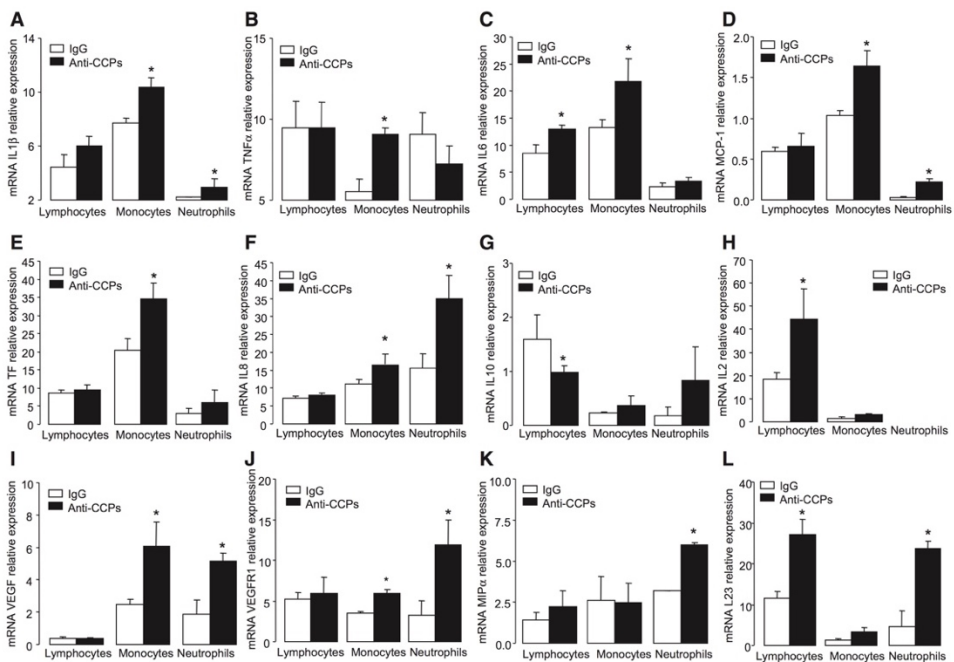 A
mRNA IL1β relative expression
14
10
6
2
IgG
Anti-CCPs
*
*
Lymphocytes Monocytes Neutrophils
B
mRNA TNFα relative expression
15
10
5
IgG
Anti-CCPs
*
Lymphocytes Monocytes Neutrophils
C
mRNA IL6 relative expression
30
25
20
15
10
5
0
IgG
Anti-CCPs
*
*
Lymphocytes Monocytes Neutrophils
D
mRNA MCP-1 relative expression
2.0
1.5
1.0
0.5
0.0
IgG
Anti-CCPs
*
*
Lymphocytes Monocytes Neutrophils
E
mRNA TF relative expression
45
40
35
30
25
20
15
10
5
0
IgG
Anti-CCPs
*
Lymphocytes Monocytes Neutrophils
F
mRNA IL8 relative expression
45
40
35
30
25
20
15
10
5
0
IgG
Anti-CCPs
*
*
Lymphocytes Monocytes Neutrophils
G
mRNA IL10 relative expression
3
2
1
0
IgG
Anti-CCPs
*
Lymphocytes Monocytes Neutrophils
H
mRNA IL2 relative expression
70
60
50
40
30
20
10
0
IgG
Anti-CCPs
*
Lymphocytes Monocytes Neutrophils
I
mRNA VEGF relative expression
10
8
6
4
2
0
IgG
Anti-CCPs
*
*
Lymphocytes Monocytes Neutrophils
J
mRNA VEGFR1 relative expression
20
15
10
5
0
IgG
Anti-CCPs
*
*
Lymphocytes Monocytes Neutrophils
K
mRNA MIPα relative expression
10.0
7.5
5.0
2.5
0.0
IgG
Anti-CCPs
*
Lymphocytes Monocytes Neutrophils
L
mRNA L23 relative expression
40
30
20
10
0
IgG
Anti-CCPs
*
*
Lymphocytes Monocytes Neutrophils